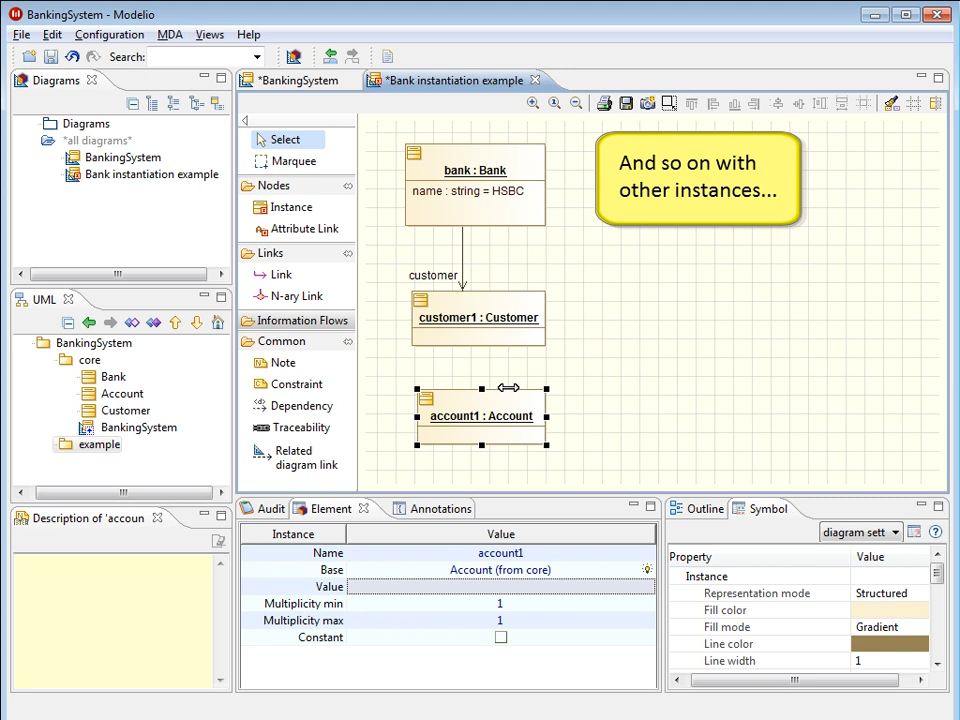 BankingSystem - Modelio
File Edit Configuration MDA Views Help
Search:
Diagrams
Diagrams
*all diagrams*
BankingSystem
Bank instantiation example
UML
BankingSystem
core
Bank
Account
Customer
BankingSystem
example
Description of 'accoun
*BankingSystem
*Bank instantiation example
Select
Marquee
Nodes
Instance
Attribute Link
Links
Link
N-ary Link
Information Flows
Common
Note
Constraint
Dependency
Traceability
Related
diagram link
bank : Bank
name : string = HSBC
customer
customer1 : Customer
account1 : Account
And so on with
other instances...
Audit
Element
Annotations
Instance Value
Name account1
Base Account (from core)
Value
Multiplicity min 1
Multiplicity max 1
Constant
Outline
Symbol
diagram sett
Property Value
Instance
Representation mode Structured
Fill color
Fill mode Gradient
Line color
Line width 1